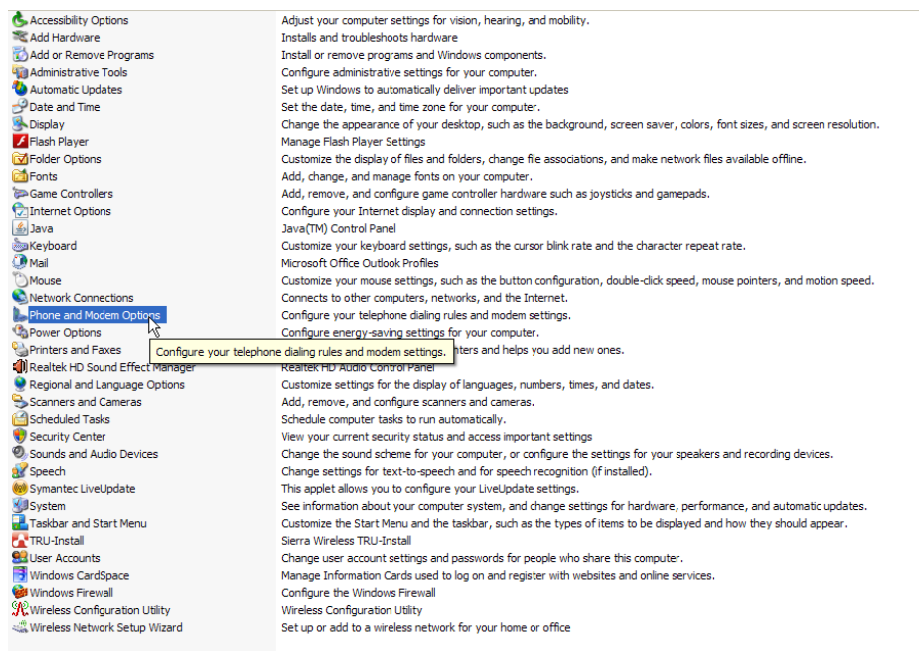 Accessibility Options Adjust your computer settings for vision, hearing, and mobility.
Add Hardware Installs and troubleshoots hardware
Add or Remove Programs Install or remove programs and Windows components.
Administrative Tools Configure administrative settings for your computer.
Automatic Updates Set up Windows to automatically deliver important updates
Date and Time Set the date, time, and time zone for your computer.
Display Change the appearance of your desktop, such as the background, screen saver, colors, font sizes, and screen resolution.
Flash Player Manage Flash Player Settings
Folder Options Customize the display of files and folders, change file associations, and make network files available offline.
Fonts Add, change, and manage fonts on your computer.
Game Controllers Add, remove, and configure game controller hardware such as joysticks and gamepads.
Internet Options Configure your Internet display and connection settings.
Java Java(TM) Control Panel
Keyboard Customize your keyboard settings, such as the cursor blink rate and the character repeat rate.
Mail Microsoft Office Outlook Profiles
Mouse Customize your mouse settings, such as the button configuration, double-click speed, mouse pointers, and motion speed.
Network Connections Connects to other computers, networks, and the Internet.
Phone and Modem Options Configure your telephone dialing rules and modem settings.
Power Options Configure energy-saving settings for your computer.
Printers and Faxes Configure your telephone dialing rules and modem settings. nters and helps you add new ones.
Realtek HD Sound Effect Manager Realtek HD Audio Control Panel
Regional and Language Options Customize settings for the display of languages, numbers, times, and dates.
Scanners and Cameras Add, remove, and configure scanners and cameras.
Scheduled Tasks Schedule computer tasks to run automatically.
Security Center View your current security status and access important settings
Sounds and Audio Devices Change the sound scheme for your computer, or configure the settings for your speakers and recording devices.
Speech Change settings for text-to-speech and for speech recognition (if installed).
Symantec LiveUpdate This applet allows you to configure your LiveUpdate settings.
System See information about your computer system, and change settings for hardware, performance, and automatic updates.
Taskbar and Start Menu Customize the Start Menu and the taskbar, such as the types of items to be displayed and how they should appear.
TRU-Install Sierra Wireless TRU-Install
User Accounts Change user account settings and passwords for people who share this computer.
Windows CardSpace Manage Information Cards used to log on and register with websites and online services.
Windows Firewall Configure the Windows Firewall
Wireless Configuration Utility Wireless Configuration Utility
Wireless Network Setup Wizard Set up or add to a wireless network for your home or office